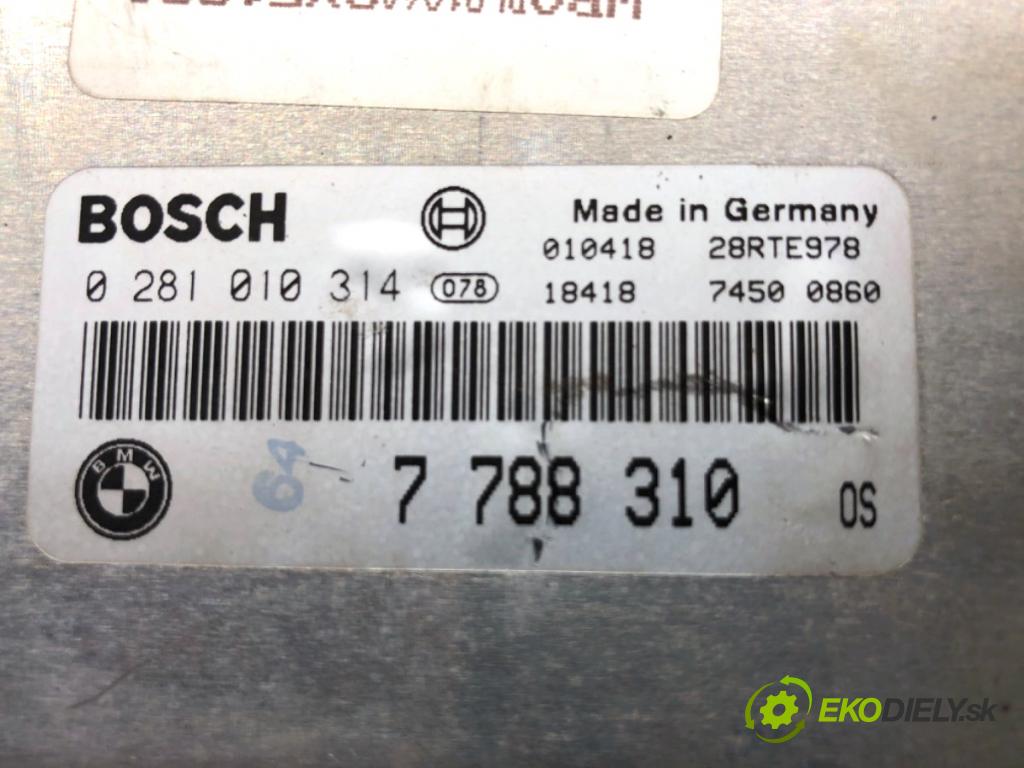 BOSCH
Made in Germany
010418 28RTE978
0 281 010 314 078 18418 7450 0860
BMW
64 7 788 310 OS
EKODIELY.sk